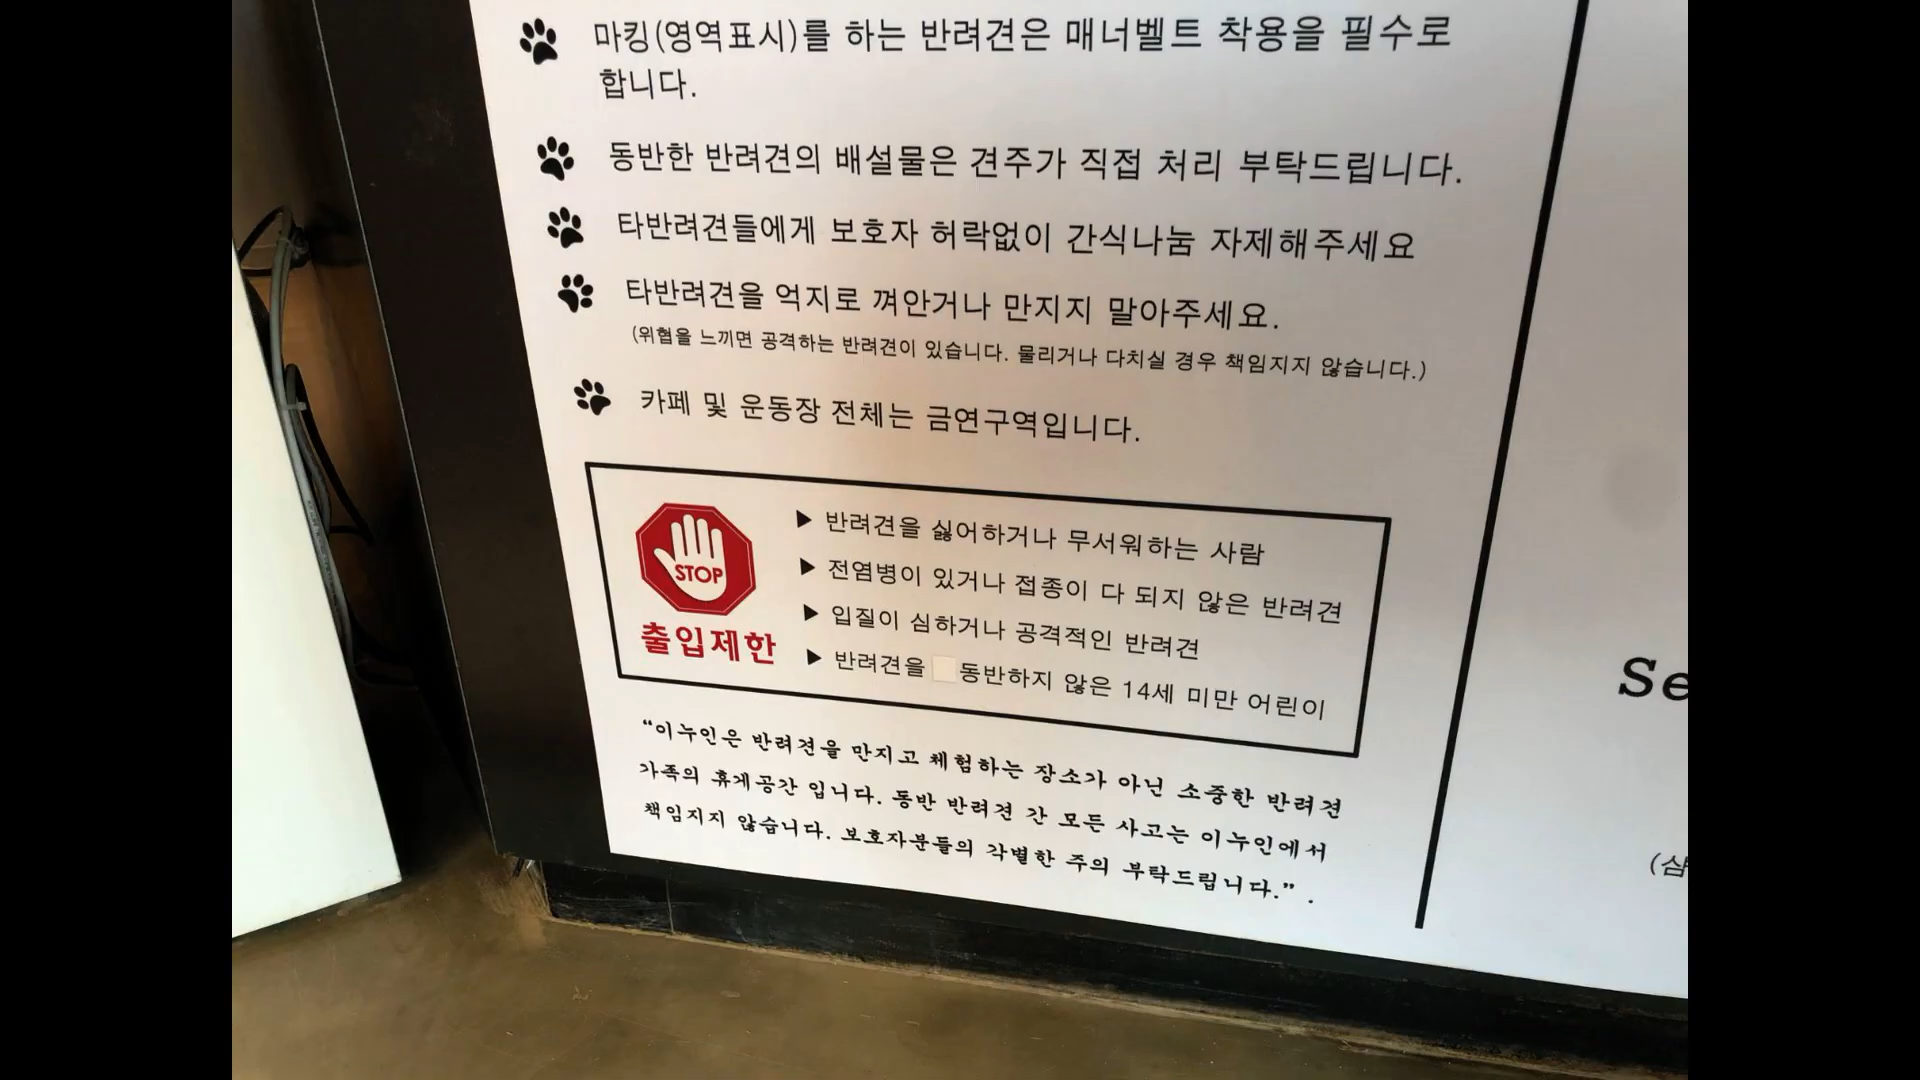 마킹(영역표시)를 하는 반려견은 매너벨트 착용을 필수로
합니다.
동반한 반려견의 배설물은 견주가 직접 처리 부탁드립니다.
타반려견들에게 보호자 허락없이 간식나눔 자제해주세요
타반려견을 억지로 껴안거나 만지지 말아주세요.
(위협을 느끼면 공격하는 반려견이 있습니다. 물리거나 다치실 경우 책임지지 않습니다.)
카페 및 운동장 전체는 금연구역입니다.
STOP
출입제한
▶ 반려견을 싫어하거나 무서워하는 사람
▶ 전염병이 있거나 접종이 다 되지 않은 반려견
▶ 입질이 심하거나 공격적인 반려견
▶ 반려견을 동반하지 않은 14세 미만 어린이
“이누인은 반려견을 만지고 체험하는 장소가 아닌 소중한 반려견
가족의 휴게공간 입니다. 동반 반려견 간 모든 사고는 이누인에서
책임지지 않습니다. 보호자분들의 각별한 주의 부탁드립니다.” .
Se
(샴